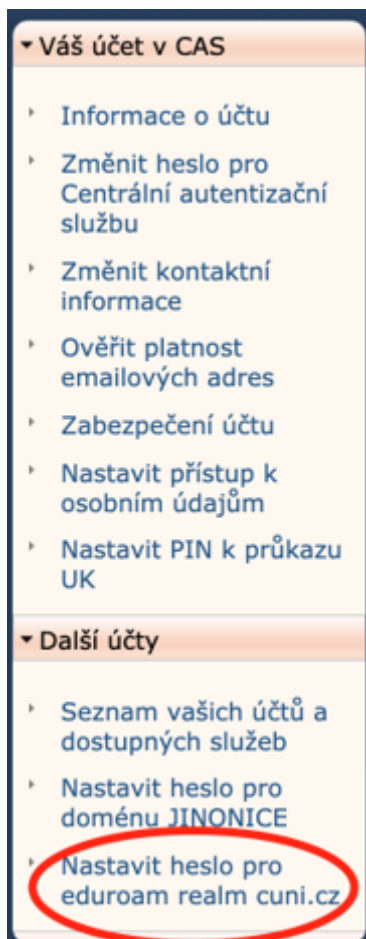 Váš účet v CAS
Informace o účtu
Změnit heslo pro
Centrální autentizační
službu
Změnit kontaktní
informace
Ověřit platnost
emailových adres
Zabezpečení účtu
Nastavit přístup k
osobním údajům
Nastavit PIN k průkazu
UK
Další účty
Seznam vašich účtů a
dostupných služeb
Nastavit heslo pro
doménu JINONICE
Nastavit heslo pro
eduroam realm cuni.cz